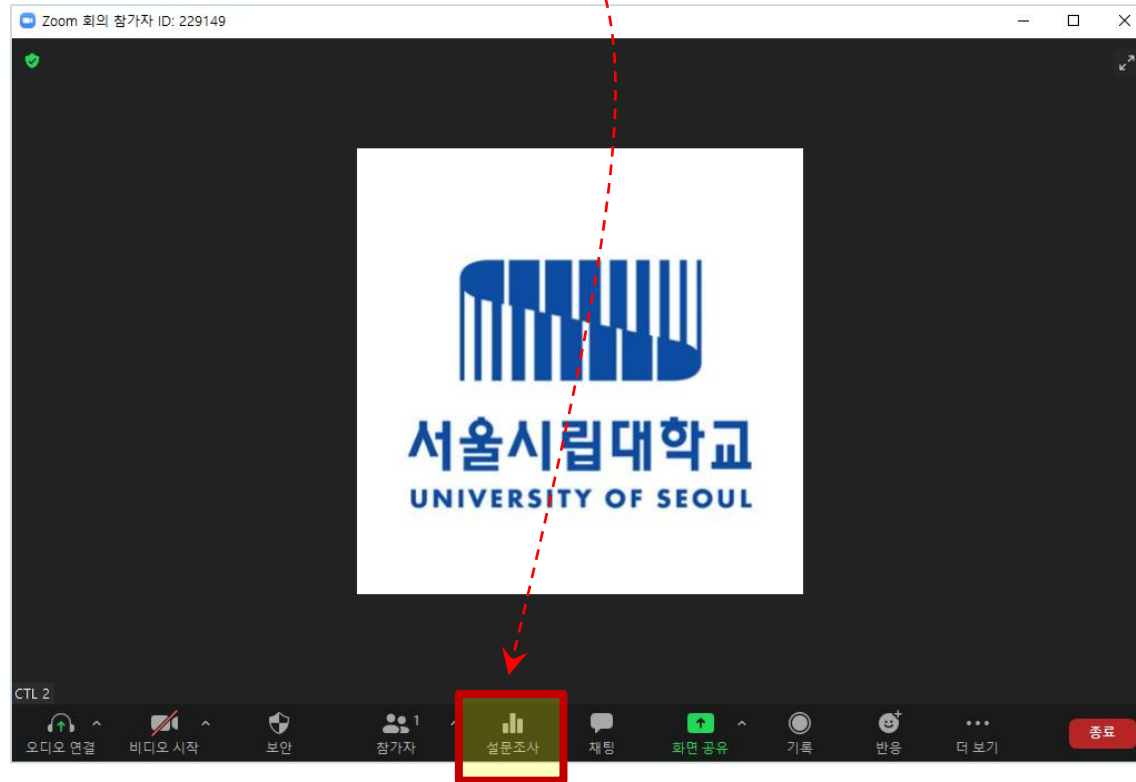 Zoom 회의 참가자 ID: 229149
서울시립대학교
UNIVERSITY OF SEOUL
CTL 2
1
오디오 연결 비디오 시작 보안 참가자 설문조사 채팅 화면 공유 기록 반응 더 보기 종료